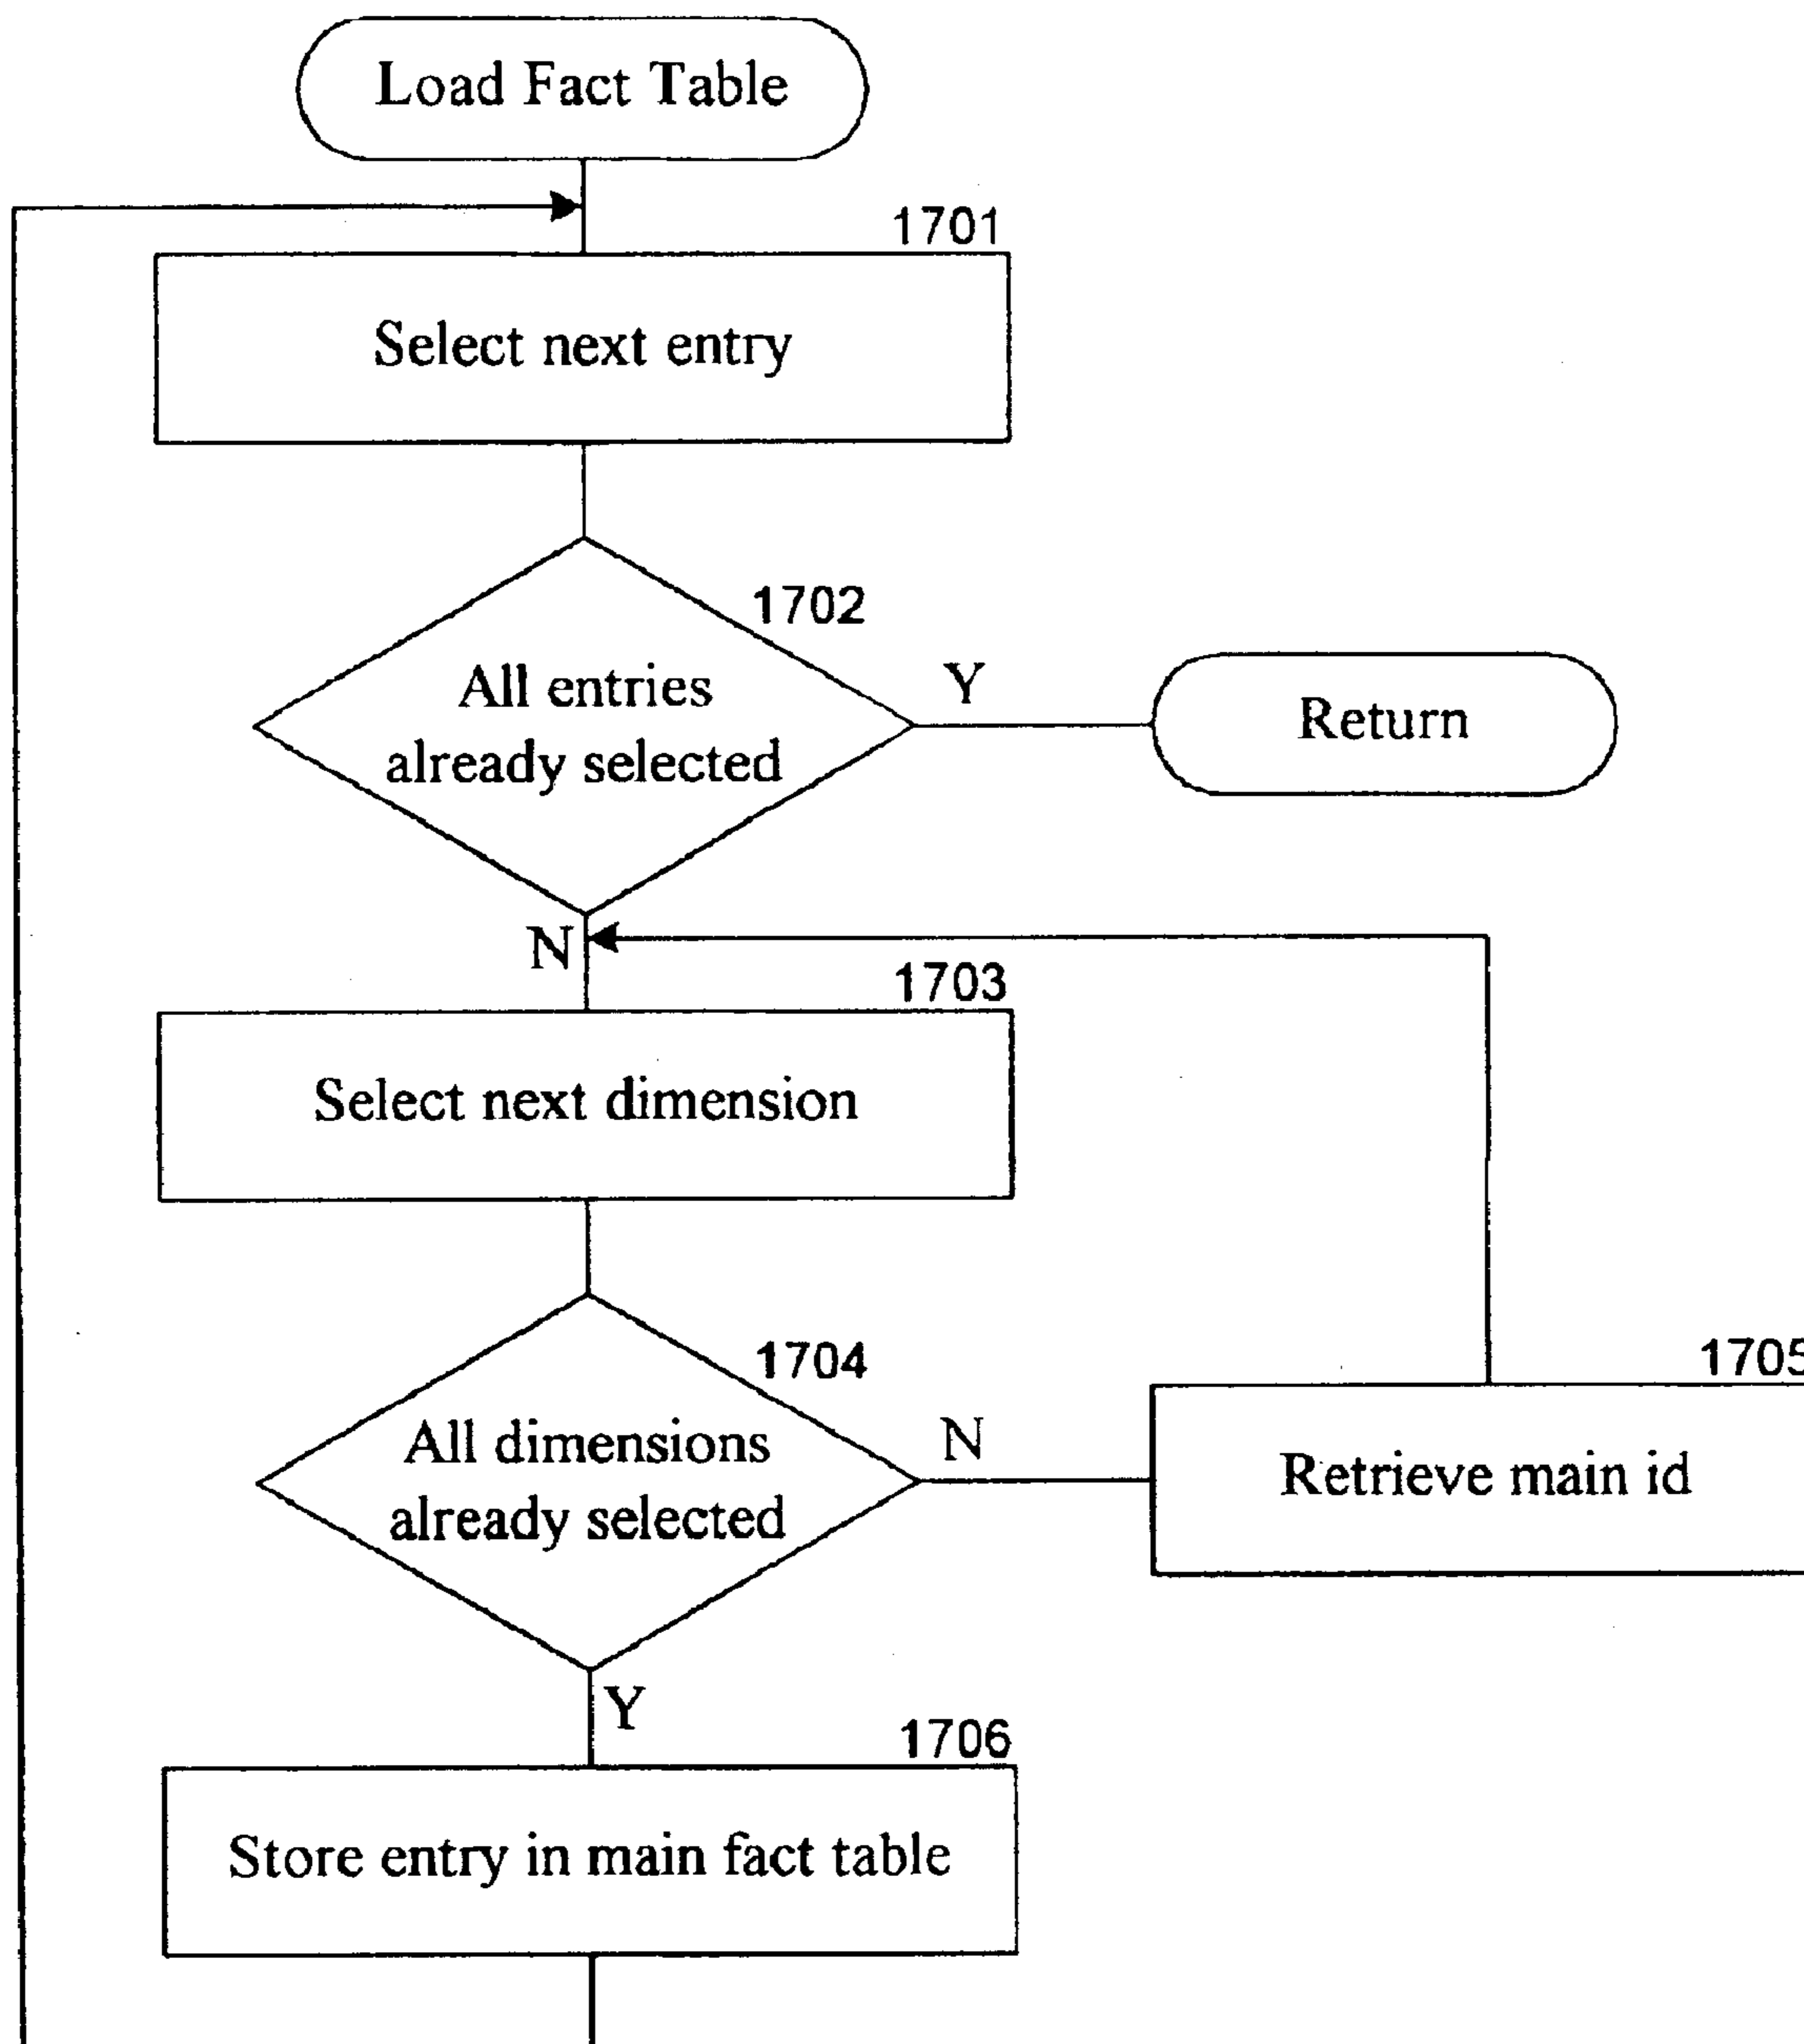 Load Fact Table
1701
Select next entry
1702
All entries
already selected
Y
Return
N
1703
Select next dimension
1704
All dimensions
already selected
N
1705
Retrieve main id
Y
1706
Store entry in main fact table